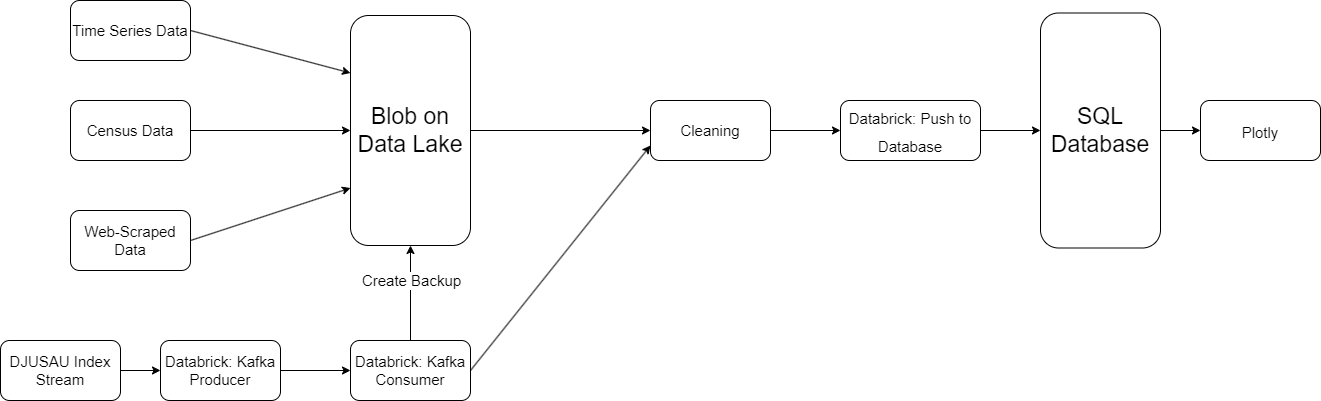 Time Series Data
Census Data
Web-Scraped
Data
Blob on
Data Lake
Create Backup
DJUSAU Index
Stream
Databrick: Kafka
Producer
Databrick: Kafka
Consumer
Cleaning
Databrick: Push to
Database
SQL
Database
Plotly